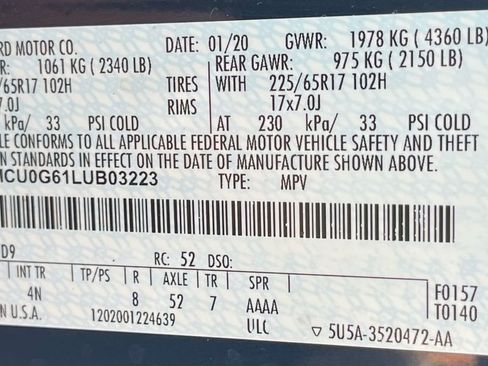 RD MOTOR CO. DATE: 01/20 GVWR: 1978 KG ( 4360 LB)
R: 1061 KG ( 2340 LB) REAR GAWR: 975 KG ( 2150 LB)
/65R17 102H TIRES WITH 225/65R17 102H
7.0J RIMS 17x7.0J
kPa/ 33 PSI COLD AT 230 kPa/ 33 PSI COLD
LE CONFORMS TO ALL APPLICABLE FEDERAL MOTOR VEHICLE SAFETY AND THEFT
ON STANDARDS IN EFFECT ON THE DATE OF MANUFACTURE SHOWN ABOVE.
MCU0G61LUB03223 TYPE: MPV
D9 RC: 52 DSO:
INT TR TP/PS R AXLE TR SPR F0157
4N 8 52 7 AAAA T0140
N U.S.A. 1202001224639 ULC ▽5U5A-3520472-AA